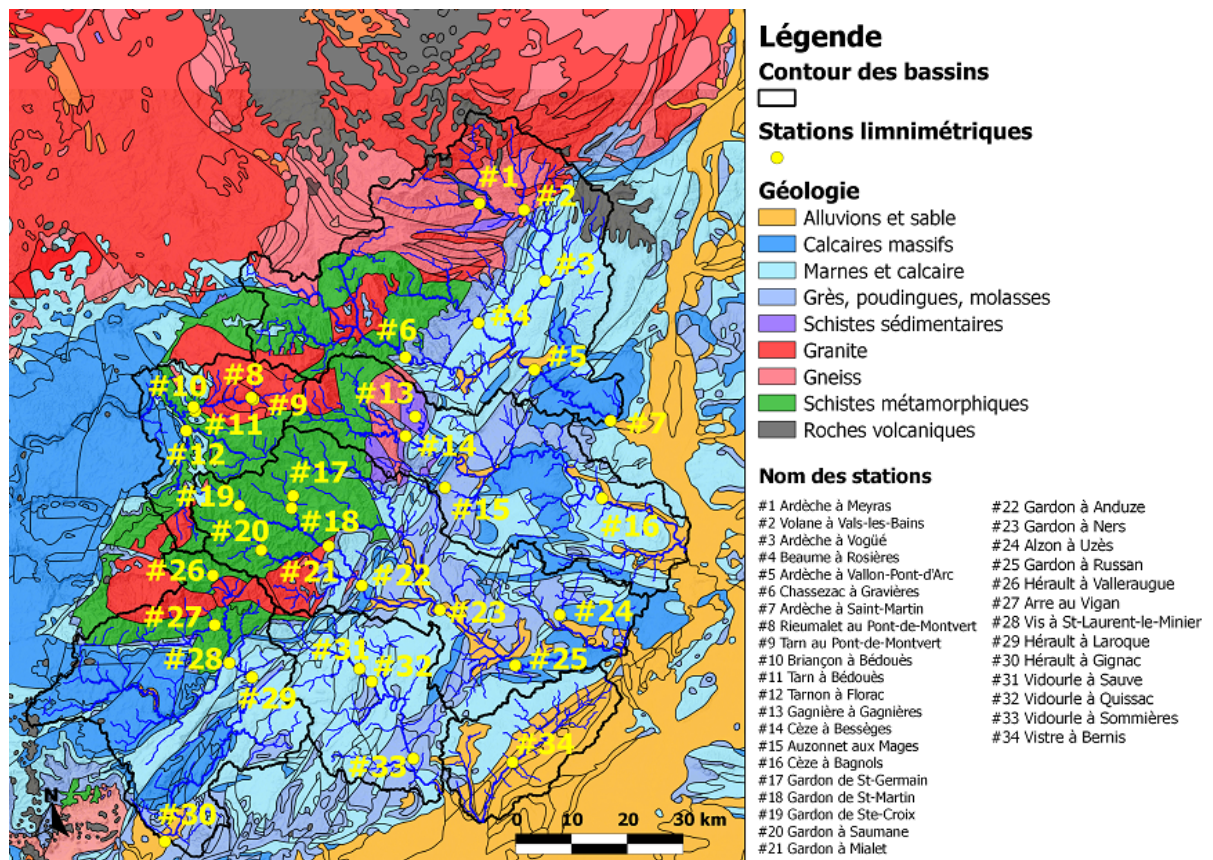 #1
#2
#3
#4
#5
#6
#7
#8
#9
#10
#11
#12
#13
#14
#15
#16
#17
#18
#19
#20
#21
#22
#23
#24
#25
#26
#27
#28
#29
#30
#31
#32
#33
#34
N
0 10 20 30 km
Légende
Contour des bassins
Stations limnimétriques
Géologie
Alluvions et sable
Calcaires massifs
Marnes et calcaire
Grès, poudingues, molasses
Schistes sédimentaires
Granite
Gneiss
Schistes métamorphiques
Roches volcaniques
Nom des stations
#1 Ardèche à Meyras
#2 Volane à Vals-les-Bains
#3 Ardèche à Vogüé
#4 Beaume à Rosières
#5 Ardèche à Vallon-Pont-d'Arc
#6 Chassezac à Gravières
#7 Ardèche à Saint-Martin
#8 Rieumalet au Pont-de-Montvert
#9 Tarn au Pont-de-Montvert
#10 Briançon à Bédouès
#11 Tarn à Bédouès
#12 Tarnon à Florac
#13 Gagnière à Gagnières
#14 Cèze à Bessèges
#15 Auzonnet aux Mages
#16 Cèze à Bagnols
#17 Gardon de St-Germain
#18 Gardon de St-Martin
#19 Gardon de Ste-Croix
#20 Gardon à Saumane
#21 Gardon à Mialet
#22 Gardon à Anduze
#23 Gardon à Ners
#24 Alzon à Uzès
#25 Gardon à Russan
#26 Hérault à Valleraugue
#27 Arre au Vigan
#28 Vis à St-Laurent-le-Minier
#29 Hérault à Laroque
#30 Hérault à Gignac
#31 Vidourle à Sauve
#32 Vidourle à Quissac
#33 Vidourle à Sommières
#34 Vistre à Bernis